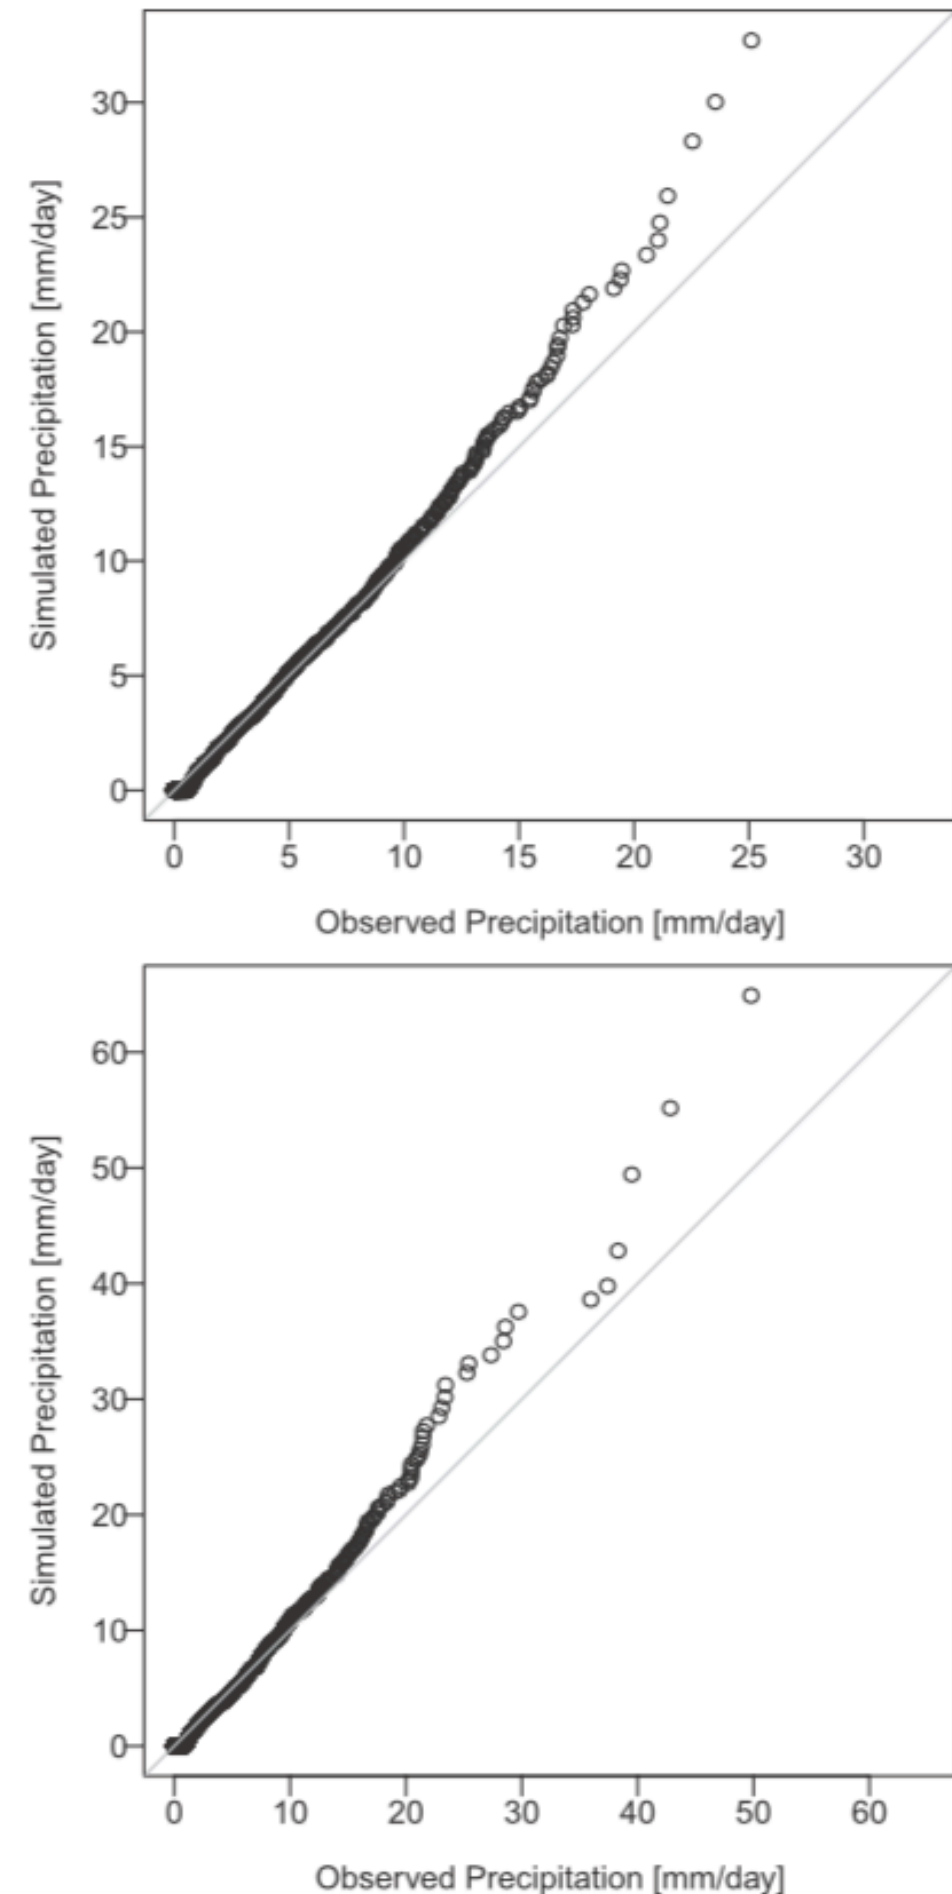 Simulated Precipitation [mm/day]
30
25
20
15
10
5
0
0 5 10 15 20 25 30
Observed Precipitation [mm/day]
Simulated Precipitation [mm/day]
60
50
40
30
20
10
0
0 10 20 30 40 50 60
Observed Precipitation [mm/day]